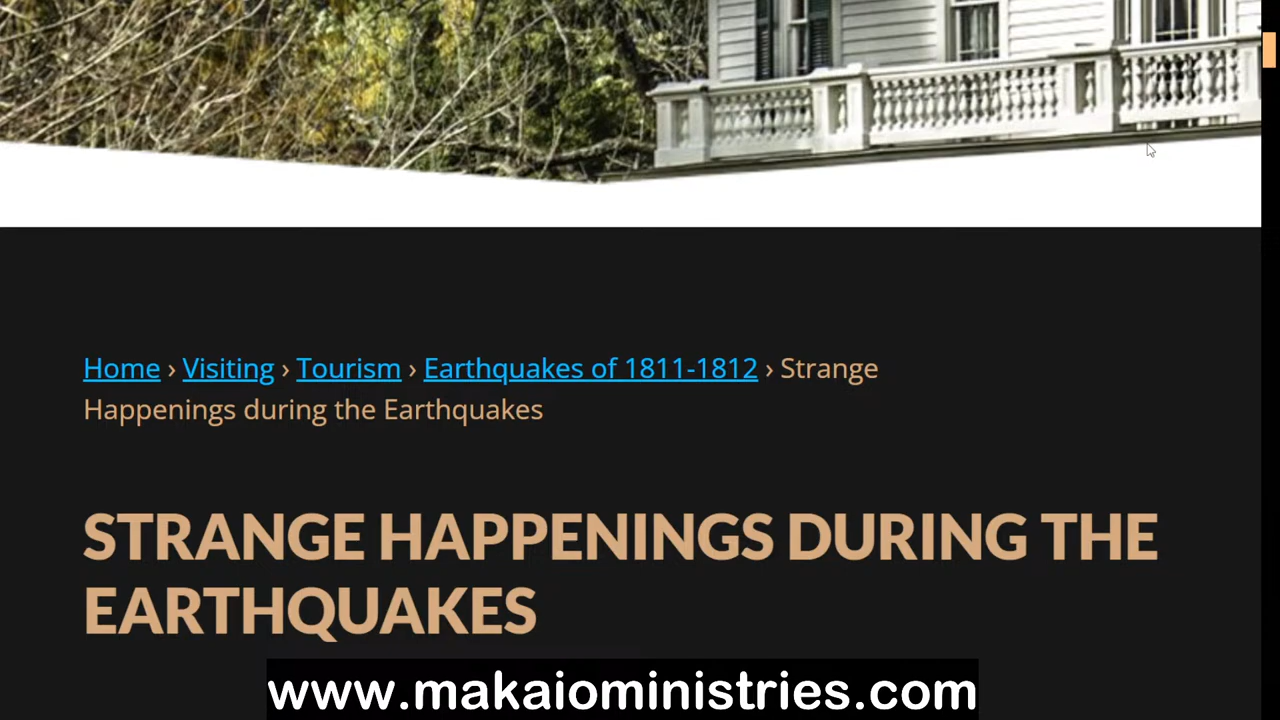 Home › Visiting › Tourism › Earthquakes of 1811-1812 › Strange
Happenings during the Earthquakes
STRANGE HAPPENINGS DURING THE
EARTHQUAKES
www.makaioministries.com